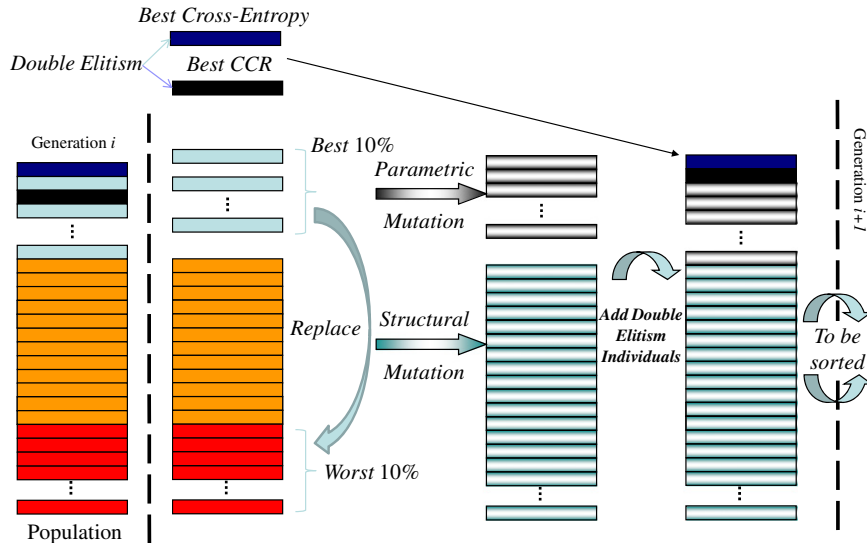 Best Cross-Entropy
Double Elitism
Best CCR
Generation i
Best 10%
Parametric
Mutation
Generation i+1
Replace
Structural
Mutation
Add Double
Elitism
Individuals
To be
sorted
Worst 10%
Population